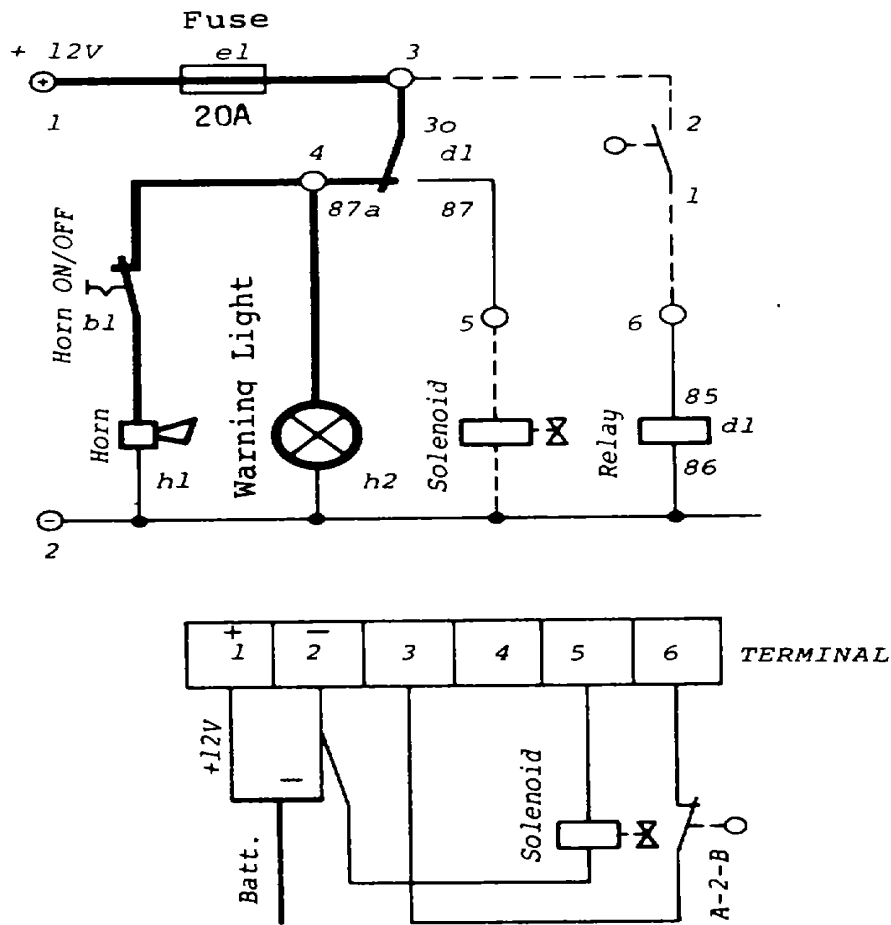 Fuse
+ 12V
e1
3
1
20A
30
2
4
d1
1
87a
87
Horn ON/OFF
b1
Warning Light
5
6
85
Horn
Solenoid
Relay
d1
86
h1
h2
2
+
1
−
2
3
4
5
6
TERMINAL
+12V
−
Solenoid
Batt.
A-2-B